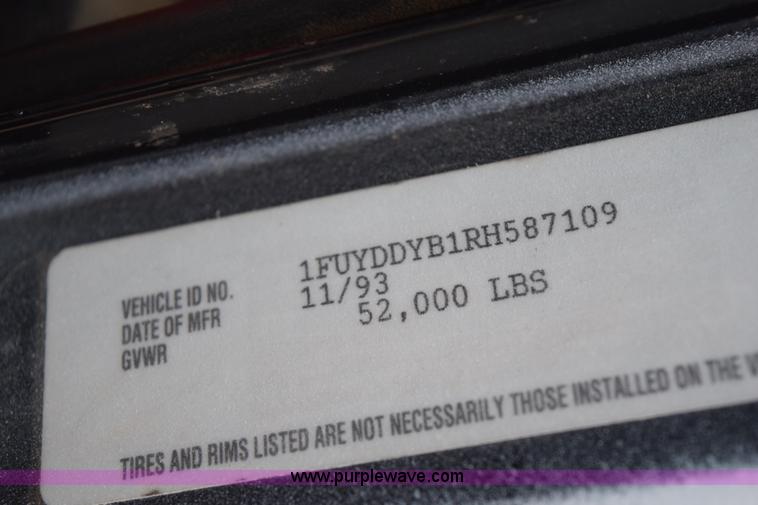 VEHICLE ID NO. 1FUYDDYB1RH587109
DATE OF MFR 11/93
GVWR 52,000 LBS
TIRES AND RIMS LISTED ARE NOT NECESSARILY THOSE INSTALLED ON THE V
www.purplewave.com